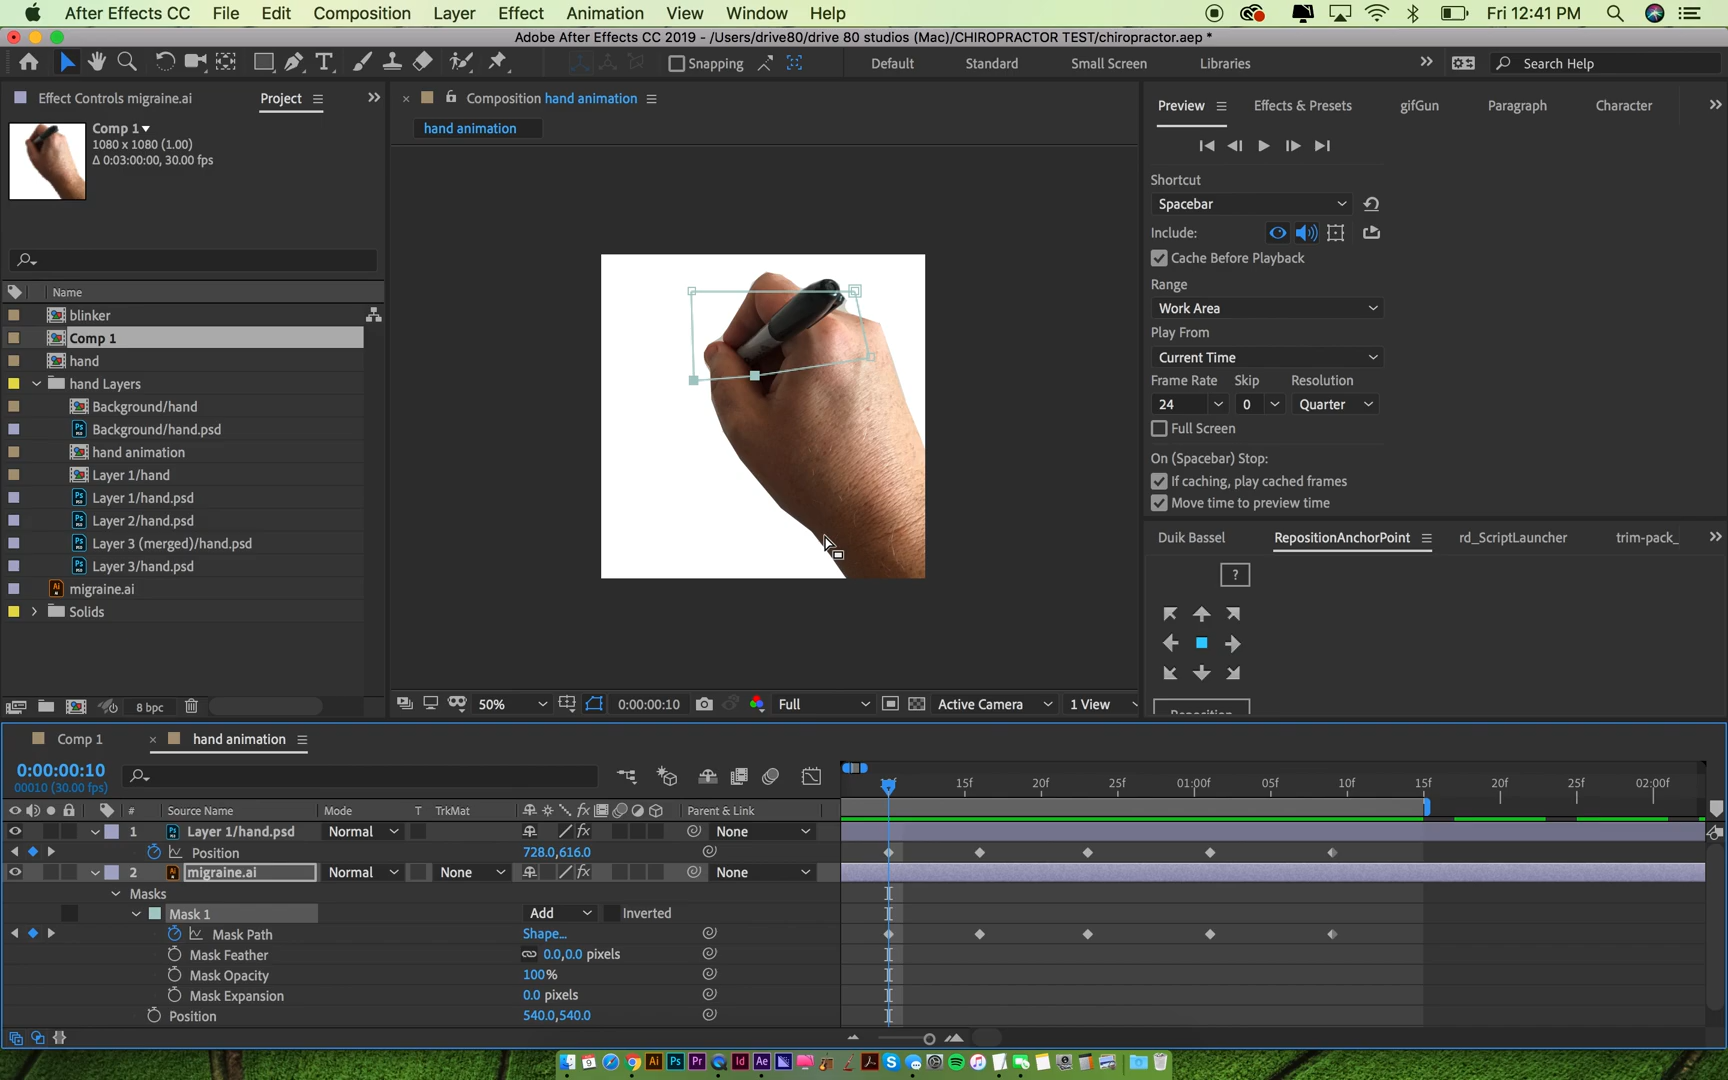 After Effects CC File Edit Composition Layer Effect Animation View Window Help Fri 12:41 PM
Adobe After Effects CC 2019 - /Users/drive80/drive 80 studios (Mac)/CHIROPRACTOR TEST/chiropractor.aep *
Snapping Default Standard Small Screen Libraries Search Help
Effect Controls migraine.ai Project
Comp 1
1080 x 1080 (1.00)
Δ 0:03:00:00, 30.00 fps
Name
blinker
Comp 1
hand
hand Layers
Background/hand
Background/hand.psd
hand animation
Layer 1/hand
Layer 1/hand.psd
Layer 2/hand.psd
Layer 3 (merged)/hand.psd
Layer 3/hand.psd
migraine.ai
Solids
8 bpc
Composition hand animation
hand animation
50% 0:00:00:10 Full Active Camera 1 View
Preview Effects & Presets gifGun Paragraph Character
Shortcut
Spacebar
Include:
Cache Before Playback
Range
Work Area
Play From
Current Time
Frame Rate Skip Resolution
24 0 Quarter
Full Screen
On (Spacebar) Stop:
If caching, play cached frames
Move time to preview time
Duik Bassel RepositionAnchorPoint rd_ScriptLauncher trim-pack_
?
Comp 1 hand animation
0:00:00:10
00010 (30.00 fps)
15f 20f 25f 01:00f 05f 10f 15f 20f 25f 02:00f
# Source Name Mode T TrkMat Parent & Link
1 Layer 1/hand.psd Normal None
Position 728.0,616.0
2 migraine.ai Normal None None
Masks
Mask 1 Add Inverted
Mask Path Shape...
Mask Feather 0.0,0.0 pixels
Mask Opacity 100%
Mask Expansion 0.0 pixels
Position 540.0,540.0